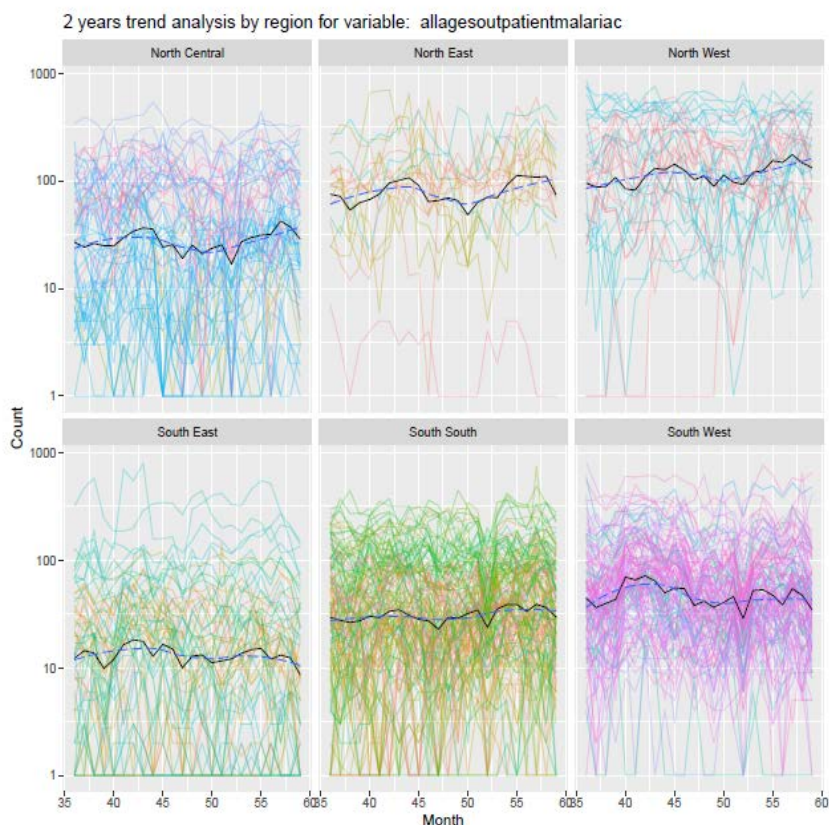 2 years trend analysis by region for variable: allagesoutpatientmalariac
North Central
North East
North West
1000
100
10
1
South East
South South
South West
1000
100
10
1
Count
35 40 45 50 55 60
35 40 45 50 55 60
35 40 45 50 55 60
Month